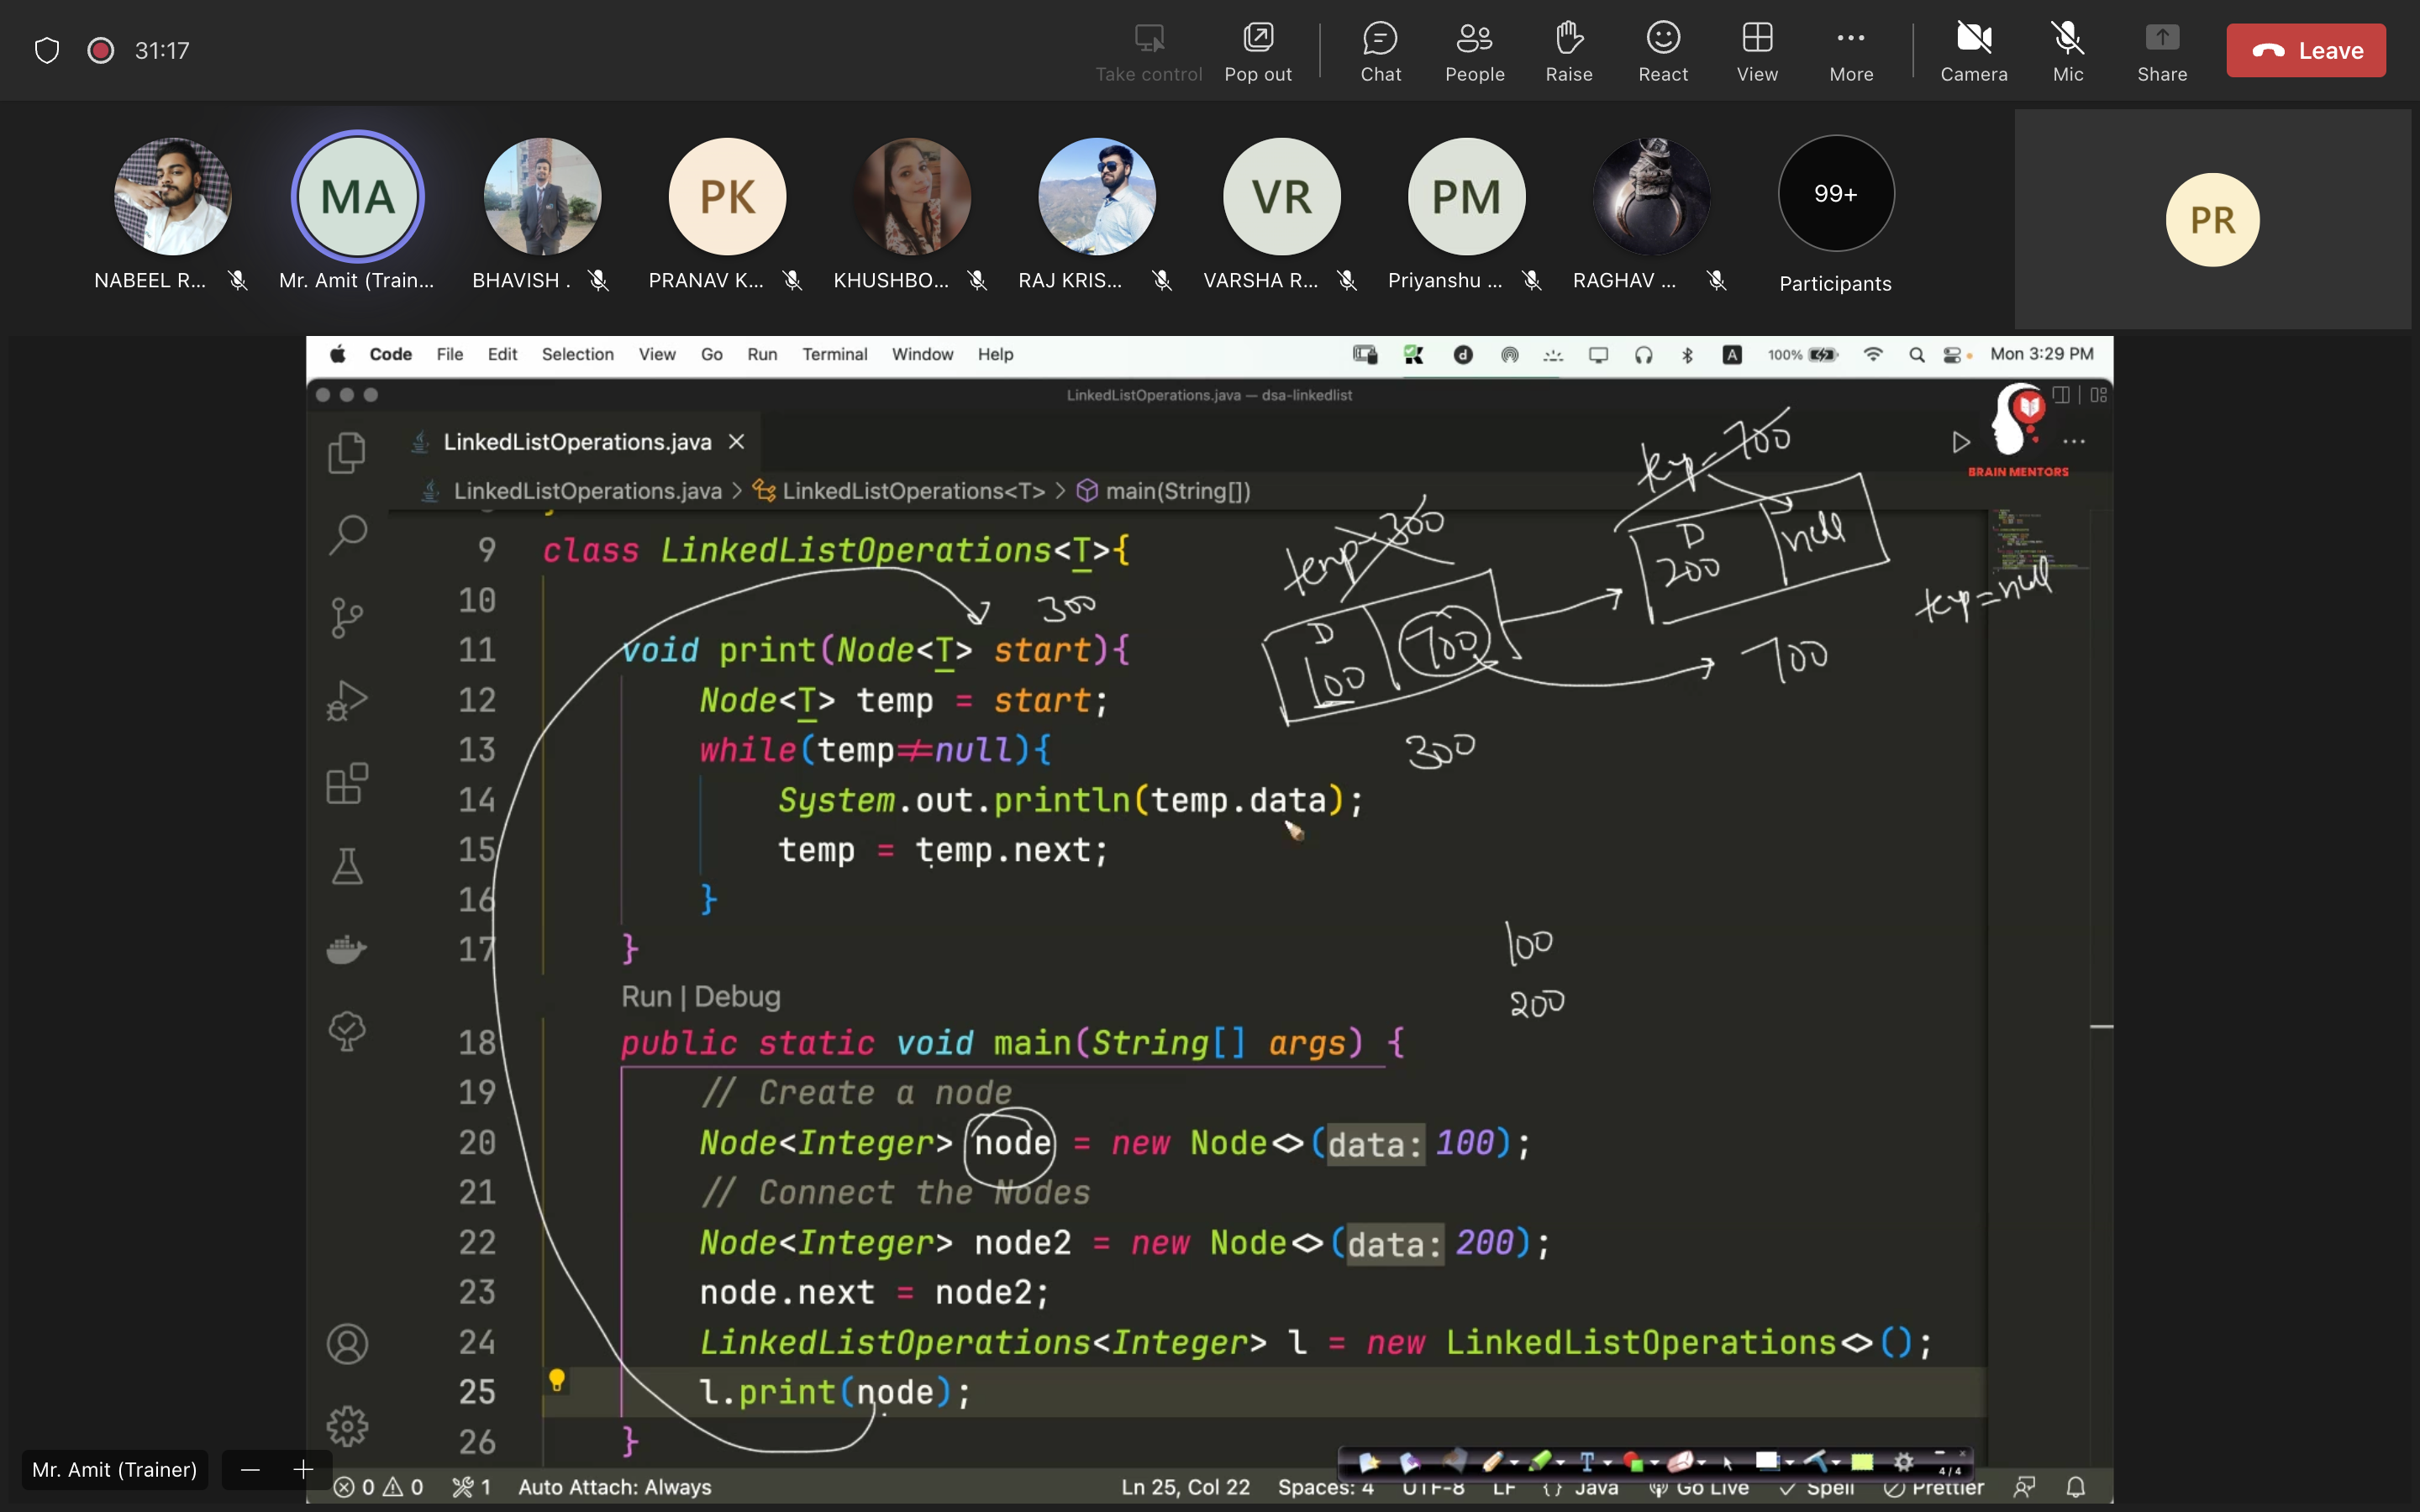 31:17
Take control Pop out Chat People Raise React View More Camera Mic Share Leave
MA PK VR PM 99+ PR
NABEEL R... Mr. Amit (Train... BHAVISH . PRANAV K... KHUSHBO... RAJ KRIS... VARSHA R... Priyanshu ... RAGHAV ... Participants
Code File Edit Selection View Go Run Terminal Window Help A 100% Mon 3:29 PM
LinkedListOperations.java — dsa-linkedlist
LinkedListOperations.java
BRAIN MENTORS
LinkedListOperations.java > LinkedListOperations<T> > main(String[])
9 class LinkedListOperations<T>{
10
11 void print(Node<T> start){
12 Node<T> temp = start;
13 while(temp≠null){
14 System.out.println(temp.data);
15 temp = temp.next;
16 }
17 }
Run | Debug
18 public static void main(String[] args) {
19 // Create a node
20 Node<Integer> node = new Node<>(data: 100);
21 // Connect the Nodes
22 Node<Integer> node2 = new Node<>(data: 200);
23 node.next = node2;
24 LinkedListOperations<Integer> l = new LinkedListOperations<>();
25 l.print(node);
26 }
300
temp=300
D
100
700
300
700
D
200
null
700
=null
100
200
Mr. Amit (Trainer)
0 0 1 Auto Attach: Always Ln 25, Col 22 Spaces: 4 UTF-8 LF {} Java Go Live Spell Prettier
4/4